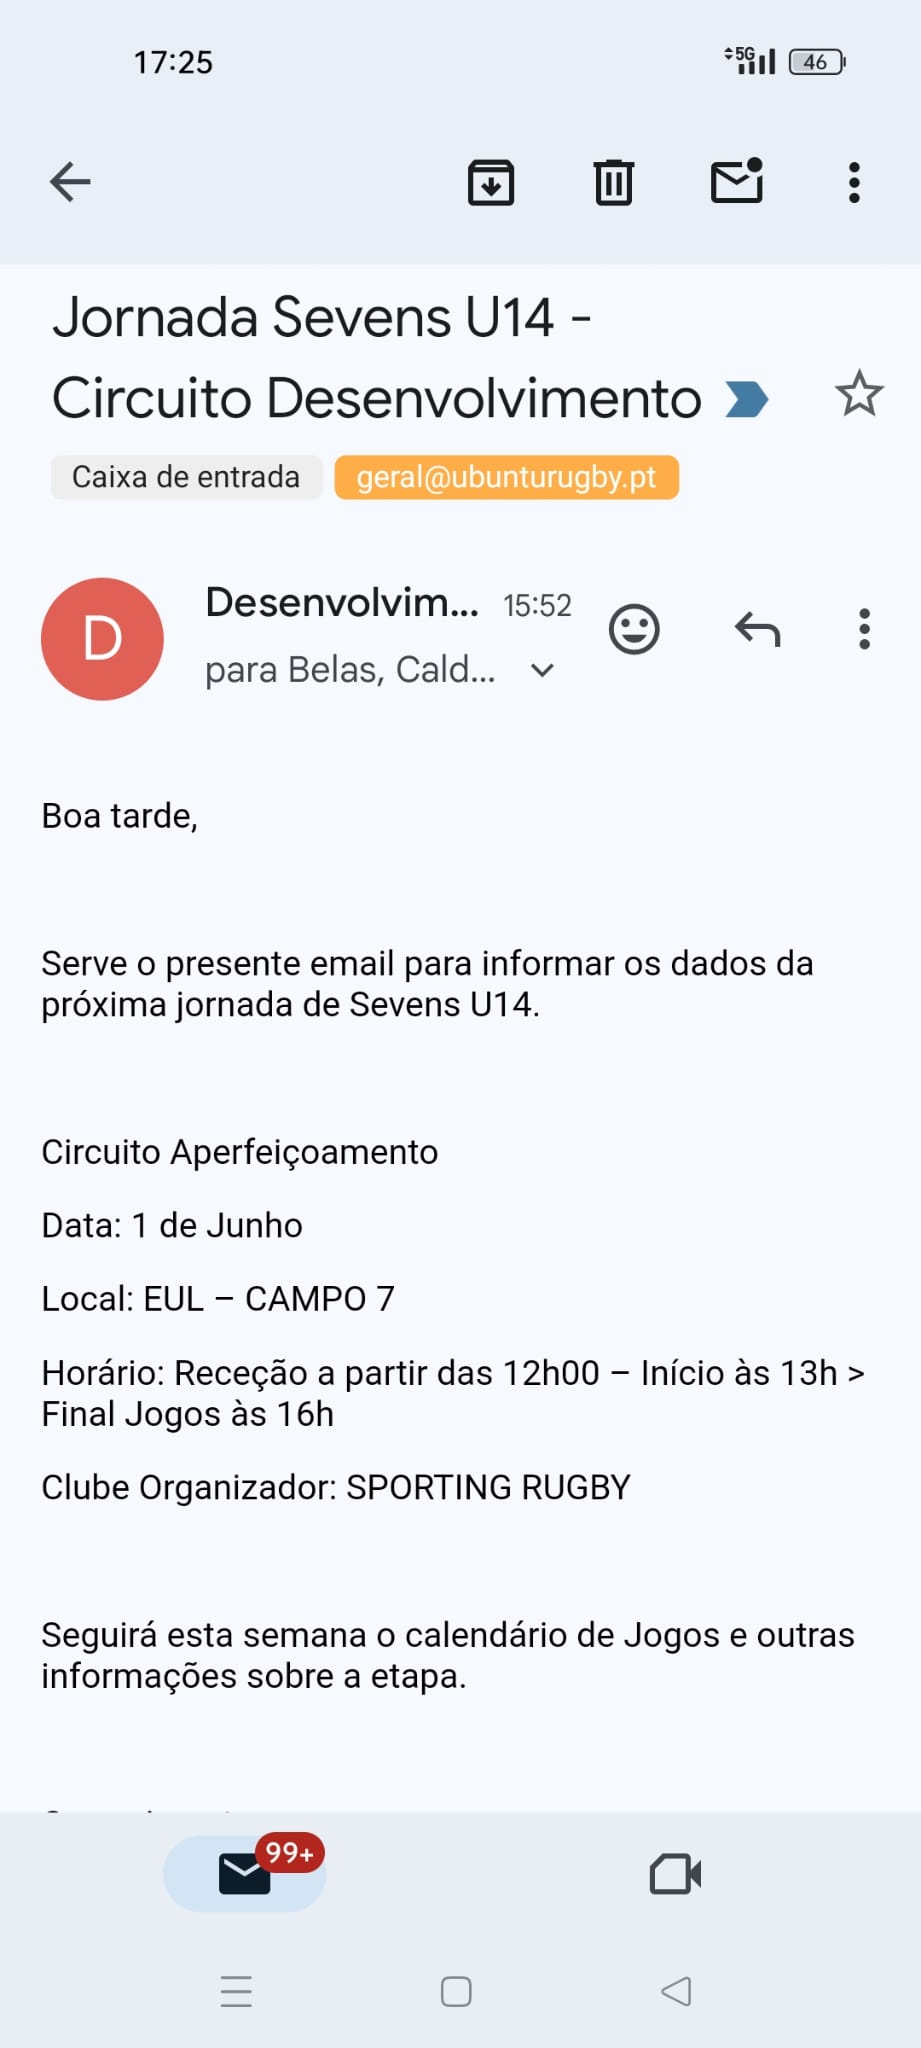 17:25
5G
46
Jornada Sevens U14 -
Circuito Desenvolvimento
Caixa de entrada
geral@ubunturugby.pt
D
Desenvolvim... 15:52
para Belas, Cald...
Boa tarde,
Serve o presente email para informar os dados da
próxima jornada de Sevens U14.
Circuito Aperfeiçoamento
Data: 1 de Junho
Local: EUL – CAMPO 7
Horário: Receção a partir das 12h00 – Início às 13h >
Final Jogos às 16h
Clube Organizador: SPORTING RUGBY
Seguirá esta semana o calendário de Jogos e outras
informações sobre a etapa.
99+